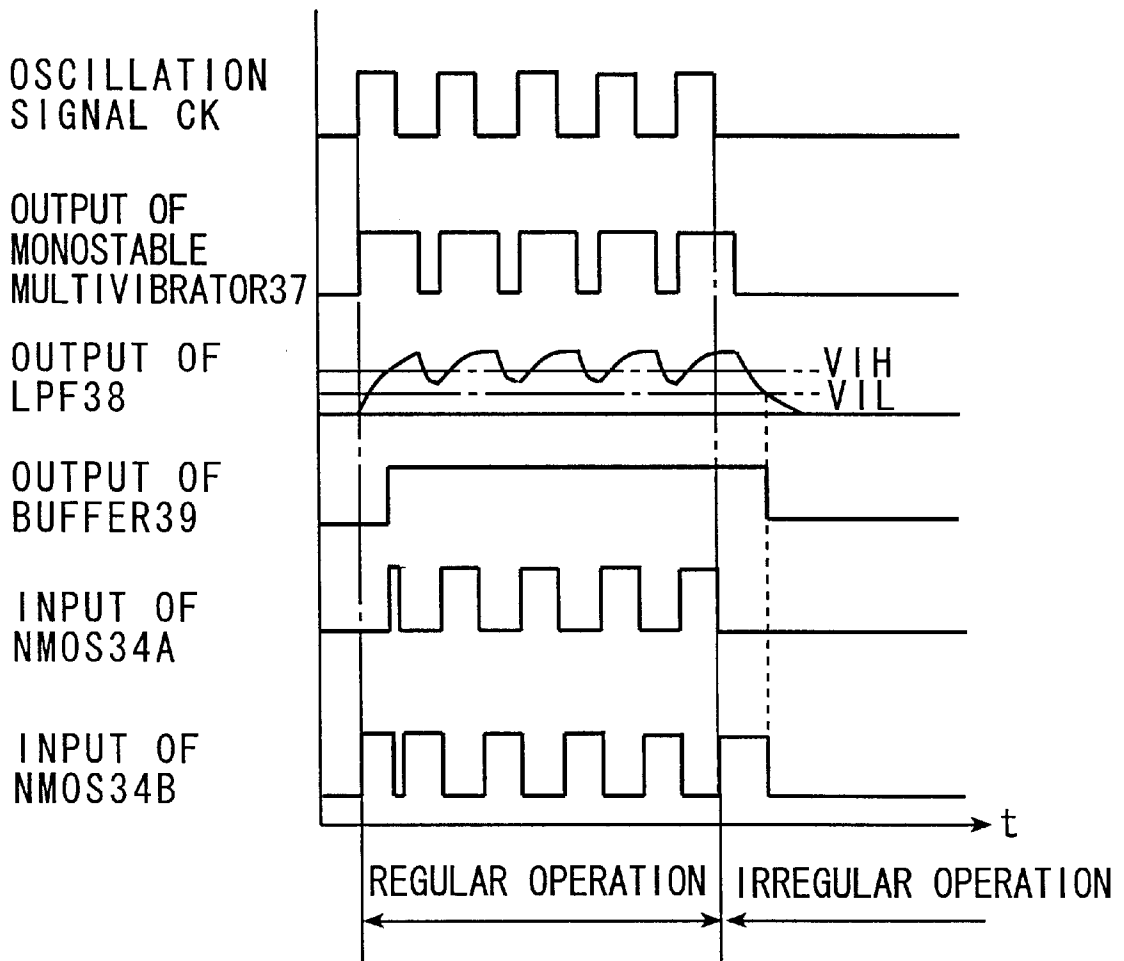 OSCILLATION
SIGNAL CK
OUTPUT OF
MONOSTABLE
MULTIVIBRATOR37
OUTPUT OF
LPF38
VIH
VIL
OUTPUT OF
BUFFER39
INPUT OF
NMOS34A
INPUT OF
NMOS34B
t
REGULAR OPERATION
IRREGULAR OPERATION